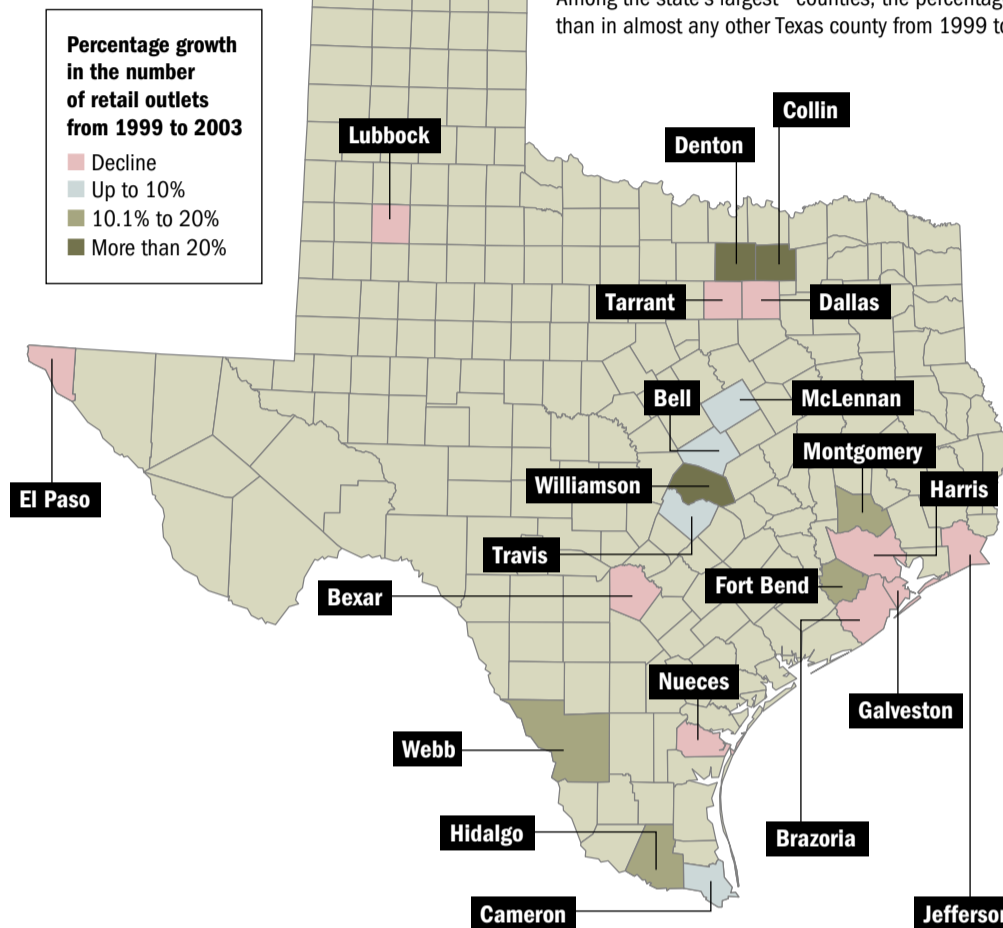 Among the state's largest* counties, the percentage
than in almost any other Texas county from 1999 to
Percentage growth
in the number
of retail outlets
from 1999 to 2003
Decline
Up to 10%
10.1% to 20%
More than 20%
Lubbock
Collin
Denton
Tarrant
Dallas
Bell
McLennan
Montgomery
Williamson
Harris
El Paso
Travis
Fort Bend
Bexar
Nueces
Galveston
Webb
Hidalgo
Brazoria
Cameron
Jefferson